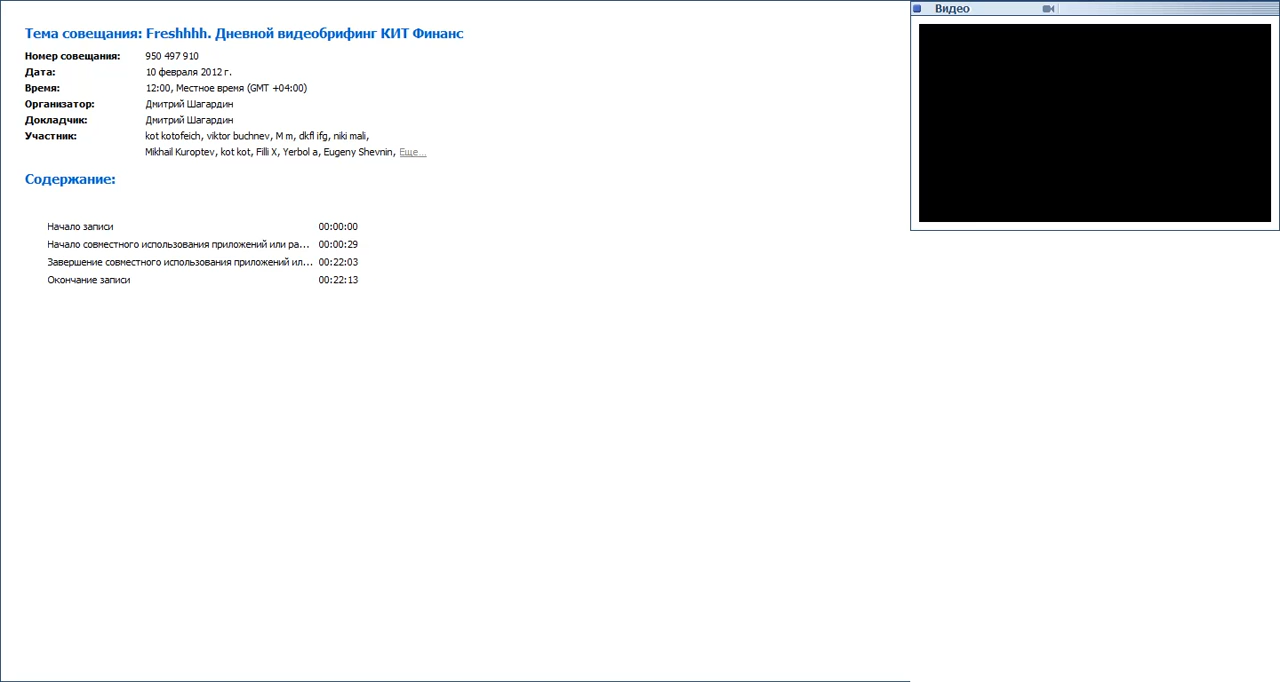 Тема совещания: Freshhhh. Дневной видеобрифинг КИТ Финанс
Номер совещания: 950 497 910
Дата: 10 февраля 2012 г.
Время: 12:00, Местное время (GMT +04:00)
Организатор: Дмитрий Шагардин
Докладчик: Дмитрий Шагардин
Участник: kot kotofeich, viktor buchnev, M m, dkfl ifg, niki mali,
Mikhail Kuroptev, kot kot, Filli X, Yerbol a, Eugeny Shevnin, Еще...
Содержание:
Начало записи 00:00:00
Начало совместного использования приложений или ра... 00:00:29
Завершение совместного использования приложений ил... 00:22:03
Окончание записи 00:22:13
Видео